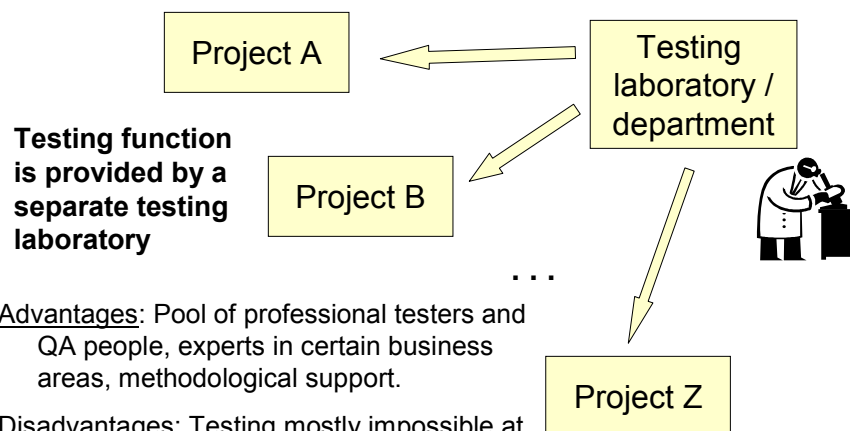 Project A
Testing
laboratory /
department
Testing function
is provided by a
separate testing
laboratory
Project B
. . .
Advantages: Pool of professional testers and
QA people, experts in certain business
areas, methodological support.
Project Z
Disadvantages: Testing mostly impossible at